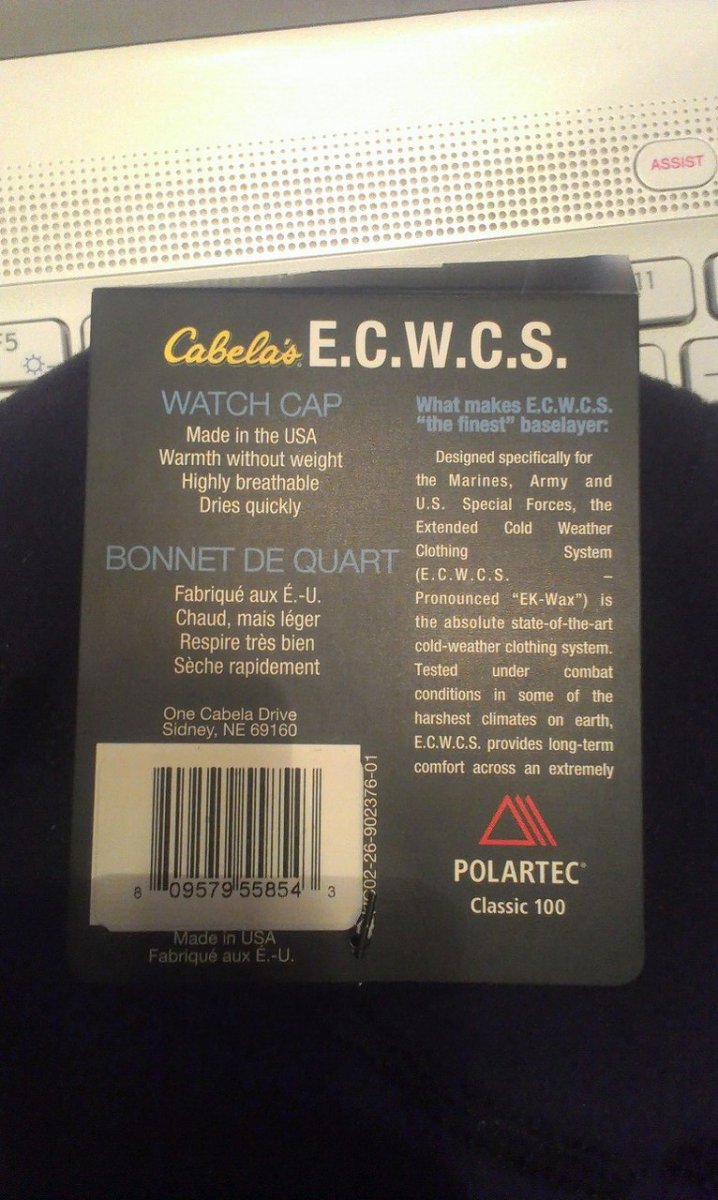 ASSIST
F5
11
Cabela's E.C.W.C.S.
WATCH CAP
Made in the USA
Warmth without weight
Highly breathable
Dries quickly
BONNET DE QUART
Fabriqué aux É.-U.
Chaud, mais léger
Respire très bien
Sèche rapidement
One Cabela Drive
Sidney, NE 69160
What makes E.C.W.C.S.
"the finest" baselayer:
Designed specifically for
the Marines, Army and
U.S. Special Forces, the
Extended Cold Weather
Clothing System
(E.C.W.C.S. –
Pronounced "EK-Wax") is
the absolute state-of-the-art
cold-weather clothing system.
Tested under combat
conditions in some of the
harshest climates on earth,
E.C.W.C.S. provides long-term
comfort across an extremely
8 09579 55854 3
02-26-902376-01
Made in USA
Fabriqué aux É.-U.
POLARTEC®
Classic 100